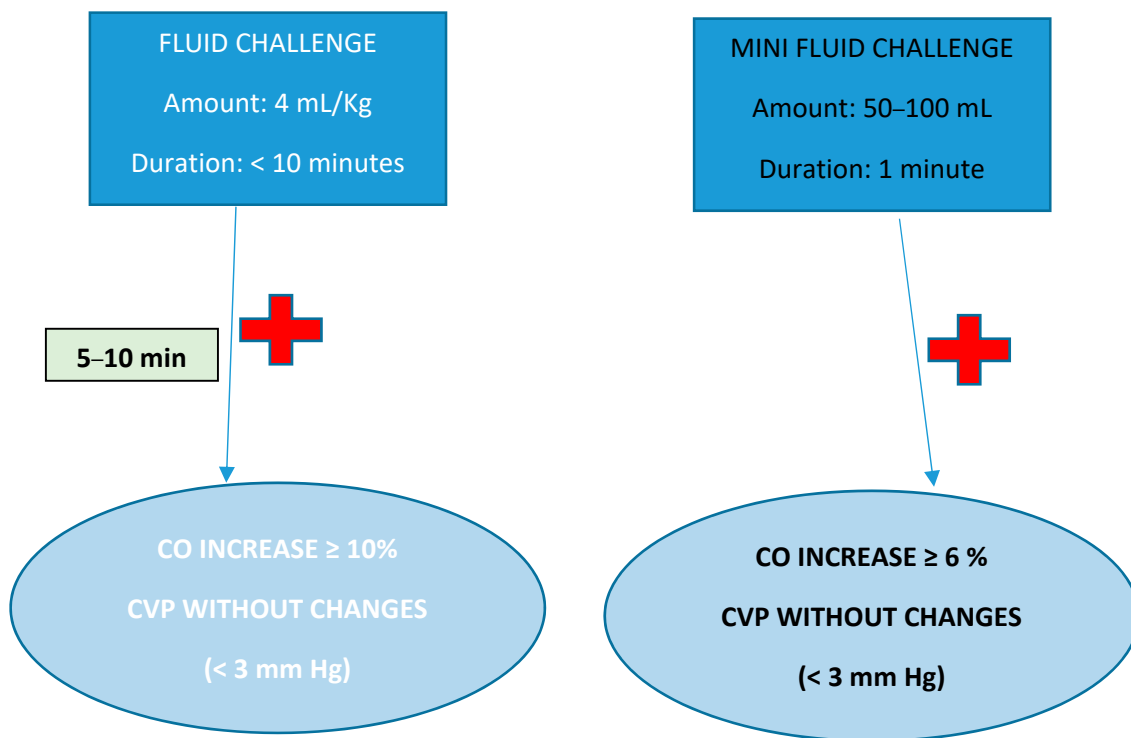 FLUID CHALLENGE
Amount: 4 mL/Kg
Duration: < 10 minutes
5–10 min
CO INCREASE ≥ 10%
CVP WITHOUT CHANGES
(< 3 mm Hg)
MINI FLUID CHALLENGE
Amount: 50–100 mL
Duration: 1 minute
CO INCREASE ≥ 6 %
CVP WITHOUT CHANGES
(< 3 mm Hg)